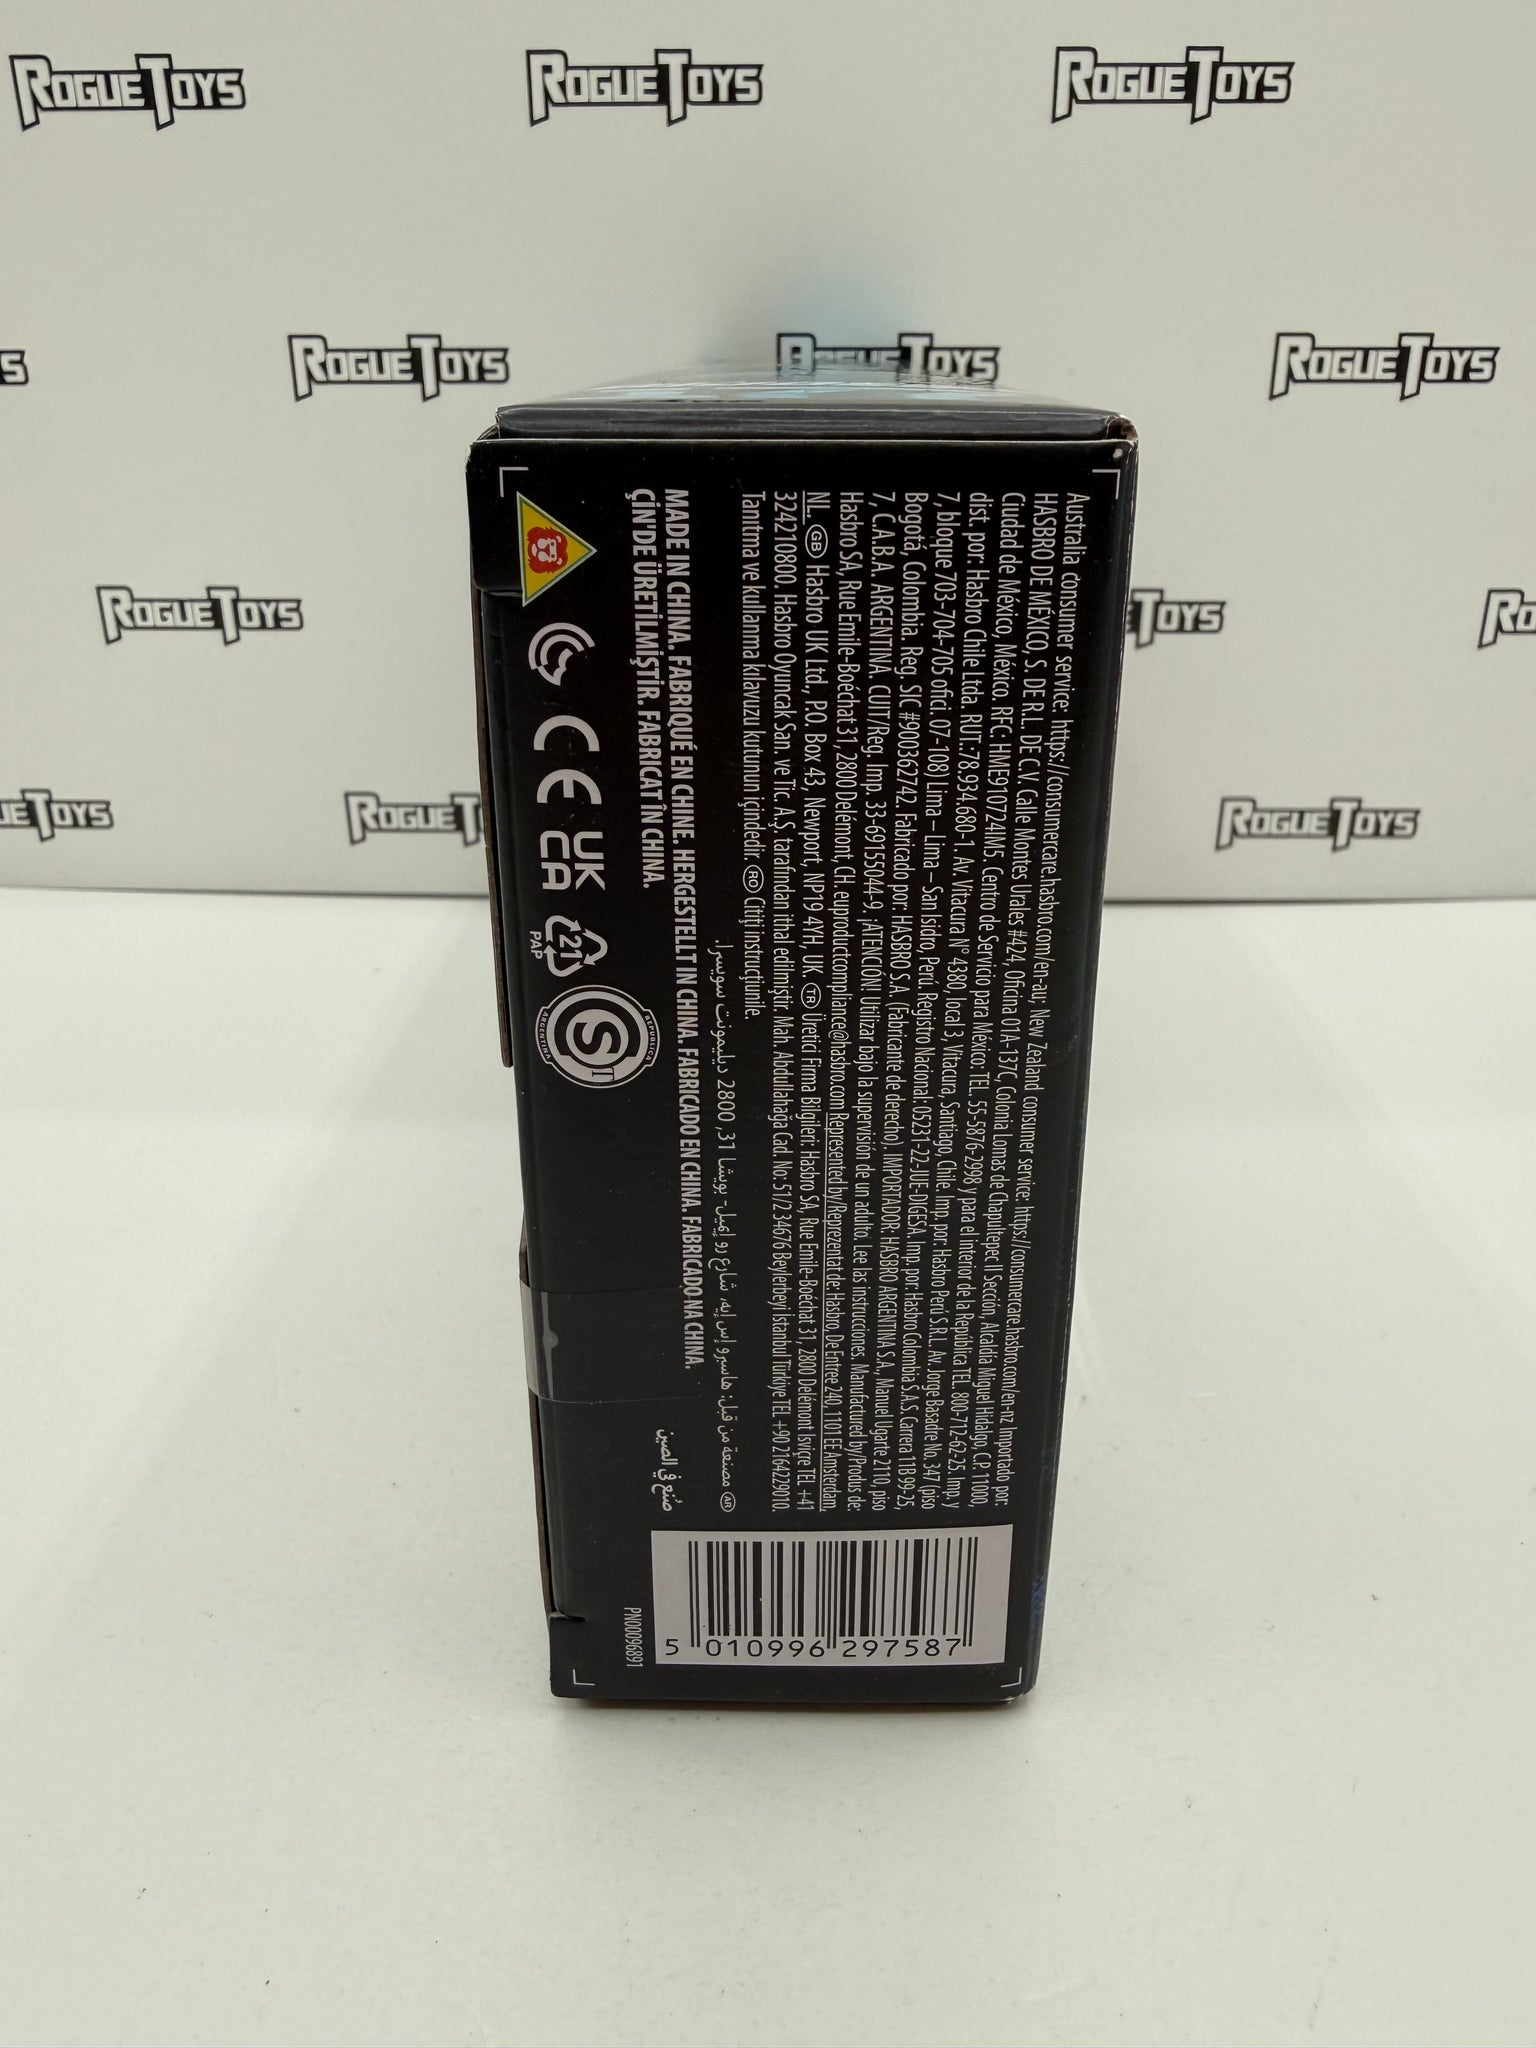 ROGUE TOYS
ROGUE TOYS
ROGUE TOYS
S
ROGUE TOYS
ROGUE TOYS
ROGUE TOYS
ROGUE TOYS
TOYS
RO
UE TOYS
ROGUE T
ROGUE TOYS
Australia consumer service: https://consumercare.hasbro.com/en-au; New Zealand consumer service: https://consumercare.hasbro.com/en-nz Importado por:
HASBRO DE MÉXICO, S. DE R.L. DE C.V. Calle Montes Urales #424, Oficina 01A-137C, Colonia Lomas de Chapultepec II Sección, Alcaldía Miguel Hidalgo, C.P. 11000,
Ciudad de México, México. RFC: HME910724IM5, Centro de Servicio para México: TEL. 55-5876-2998 y para el interior de la República TEL. 800-712-62-25. Imp. y
dist. por: Hasbro Chile Ltda. RUT.:78.934.680-1, Av. Vitacura N° 4380, local 3, Vitacura, Santiago, Chile. Imp. por: Hasbro Perú S.R.L. Av. Jorge Basadre No. 347 (piso
7, bloque 703-704-705 ofici. 07-108) Lima – Lima – San Isidro, Perú. Registro Nacional: 05231-22-JUE-DIGESA. Imp. por: Hasbro Colombia S.A.S, Carrera 11B 99-25,
Bogotá, Colombia. Reg. SIC #900362742. Fabricado por: HASBRO S.A. (Fabricante de derecho). IMPORTADOR: HASBRO ARGENTINA S.A., Manuel Ugarte 2110, piso
7, C.A.B.A. ARGENTINA. CUIT/Reg. Imp. 33-69155044-9. ¡ATENCIÓN! Utilizar bajo la supervisión de un adulto. Lee las instrucciones. Manufactured by/Produs de:
Hasbro SA, Rue Emile-Boéchat 31, 2800 Delémont, CH. euproductcompliance@hasbro.com Represented by/Reprezentat de: Hasbro, De Entree 240, 1101 EE Amsterdam,
NL. GB Hasbro UK Ltd., P.O. Box 43, Newport, NP19 4YH, UK. TR Üretici Firma Bilgileri: Hasbro SA, Rue Emile-Boéchat 31, 2800 Delémont İsviçre TEL +41
324210800. Hasbro Oyuncak San. ve Tic. A.Ş. tarafından ithal edilmiştir. Mah. Abdullahağa Cad. No: 51/2 34676 Beylerbeyi İstanbul Türkiye TEL +90 2164229010.
Tanıtma ve kullanma kılavuzu kutunun içindedir. RO Citiți instrucțiunile.
AR مصنعة من قبل: هاسبرو إس إيه، شارع رو إميل- بويشا 31, 2800 ديليمونت سويسرا.
MADE IN CHINA. FABRIQUÉ EN CHINE. HERGESTELLT IN CHINA. FABRICADO EN CHINA. FABRICADO NA CHINA.
ÇİN'DE ÜRETİLMİŞTİR. FABRICAT ÎN CHINA.
صُنع في الصين
CE
UK
CA
21
PAP
REPUBLICA
S
ARGENTINA
5 010996 297587
PN00096891